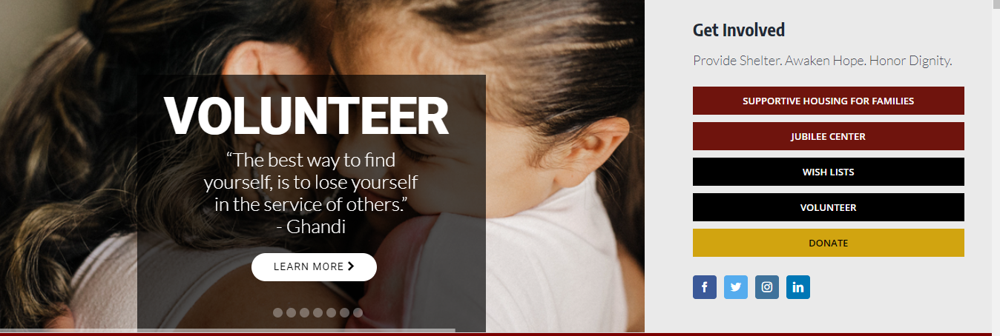 VOLUNTEER
“The best way to find
yourself, is to lose yourself
in the service of others.”
- Ghandi
LEARN MORE
Get Involved
Provide Shelter. Awaken Hope. Honor Dignity.
SUPPORTIVE HOUSING FOR FAMILIES
JUBILEE CENTER
WISH LISTS
VOLUNTEER
DONATE